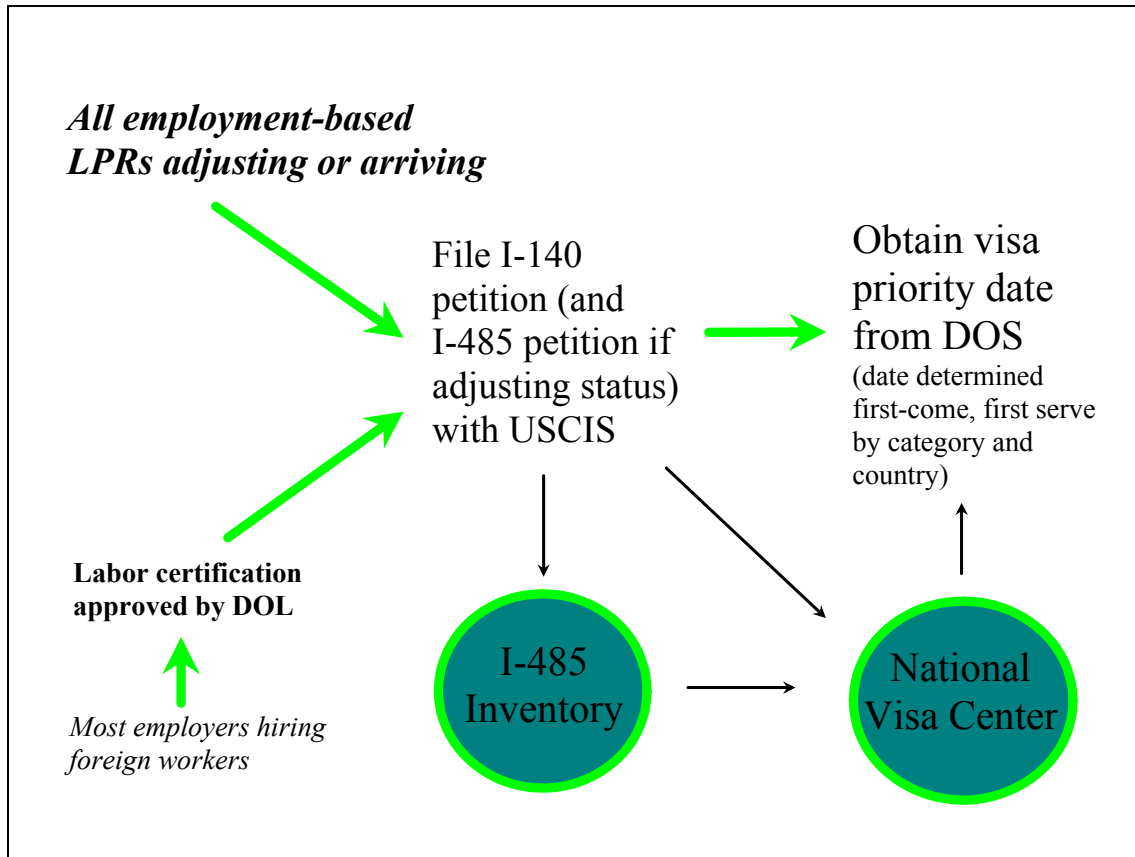 All employment-based
LPRs adjusting or arriving
File I-140
petition (and
I-485 petition if
adjusting status)
with USCIS
Obtain visa
priority date
from DOS
(date determined
first-come, first serve
by category and
country)
Labor certification
approved by DOL
Most employers hiring
foreign workers
I-485
Inventory
National
Visa Center